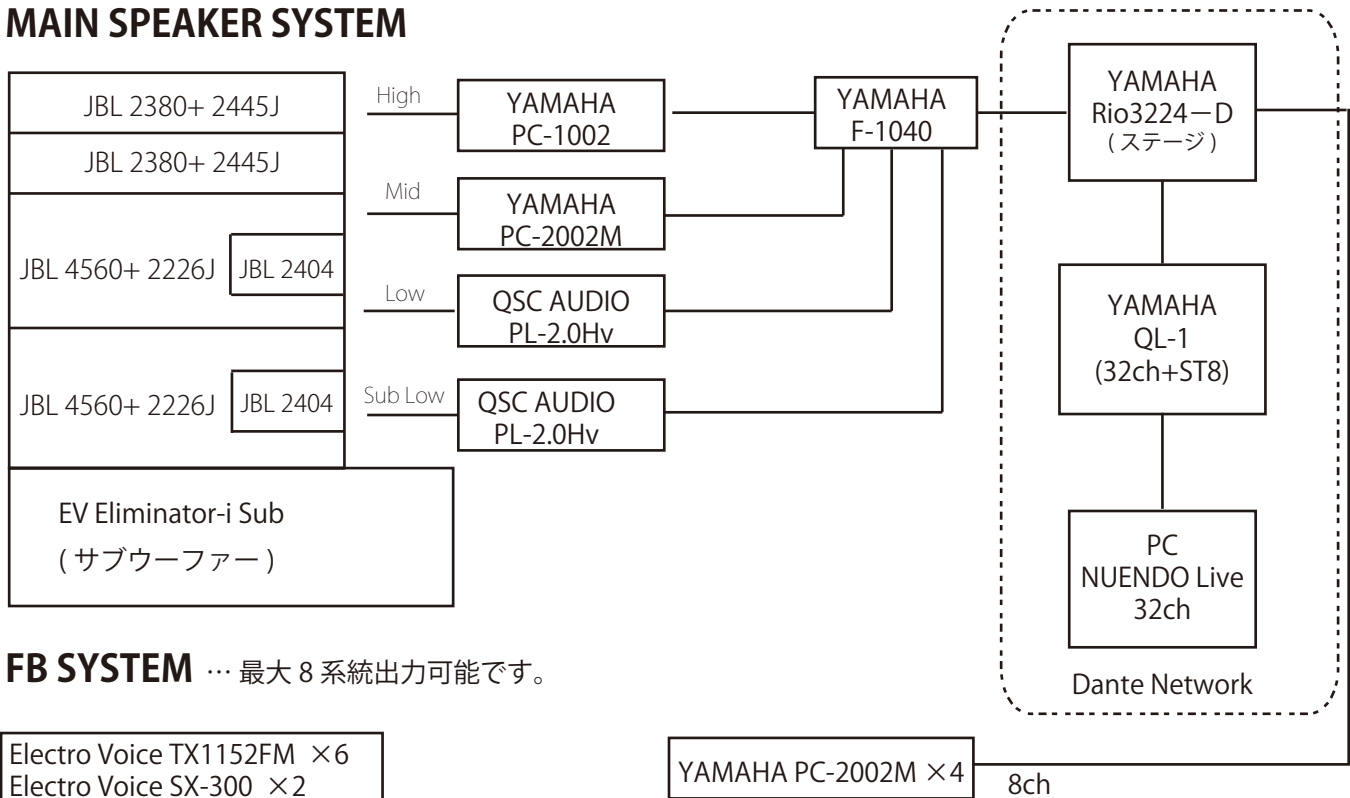 MAIN SPEAKER SYSTEM
JBL 2380+ 2445J
JBL 2380+ 2445J
JBL 4560+ 2226J
JBL 2404
JBL 4560+ 2226J
JBL 2404
EV Eliminator-i Sub
( サブウーファー )
High
YAMAHA
PC-1002
Mid
YAMAHA
PC-2002M
Low
QSC AUDIO
PL-2.0Hv
Sub Low
QSC AUDIO
PL-2.0Hv
YAMAHA
F-1040
YAMAHA
Rio3224－D
( ステージ )
YAMAHA
QL-1
(32ch+ST8)
PC
NUENDO Live
32ch
Dante Network
FB SYSTEM … 最大 8 系統出力可能です。
Electro Voice TX1152FM ×6
Electro Voice SX-300 ×2
YAMAHA PC-2002M ×4
8ch